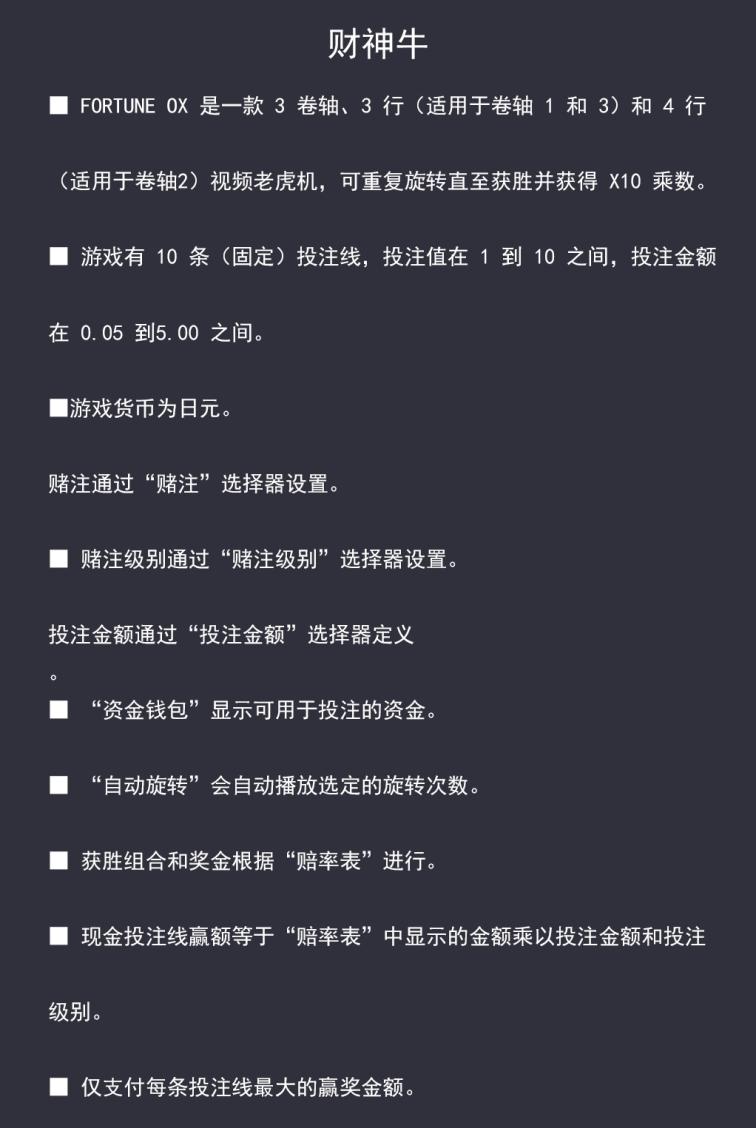 财神牛
■ FORTUNE OX 是一款 3 卷轴、3 行（适用于卷轴 1 和 3）和 4 行
（适用于卷轴2）视频老虎机，可重复旋转直至获胜并获得 X10 乘数。
■ 游戏有 10 条（固定）投注线，投注值在 1 到 10 之间，投注金额
在 0.05 到5.00 之间。
■游戏货币为日元。
赌注通过“赌注”选择器设置。
■ 赌注级别通过“赌注级别”选择器设置。
投注金额通过“投注金额”选择器定义
。
■ “资金钱包”显示可用于投注的资金。
■ “自动旋转”会自动播放选定的旋转次数。
■ 获胜组合和奖金根据“赔率表”进行。
■ 现金投注线赢额等于“赔率表”中显示的金额乘以投注金额和投注
级别。
■ 仅支付每条投注线最大的赢奖金额。